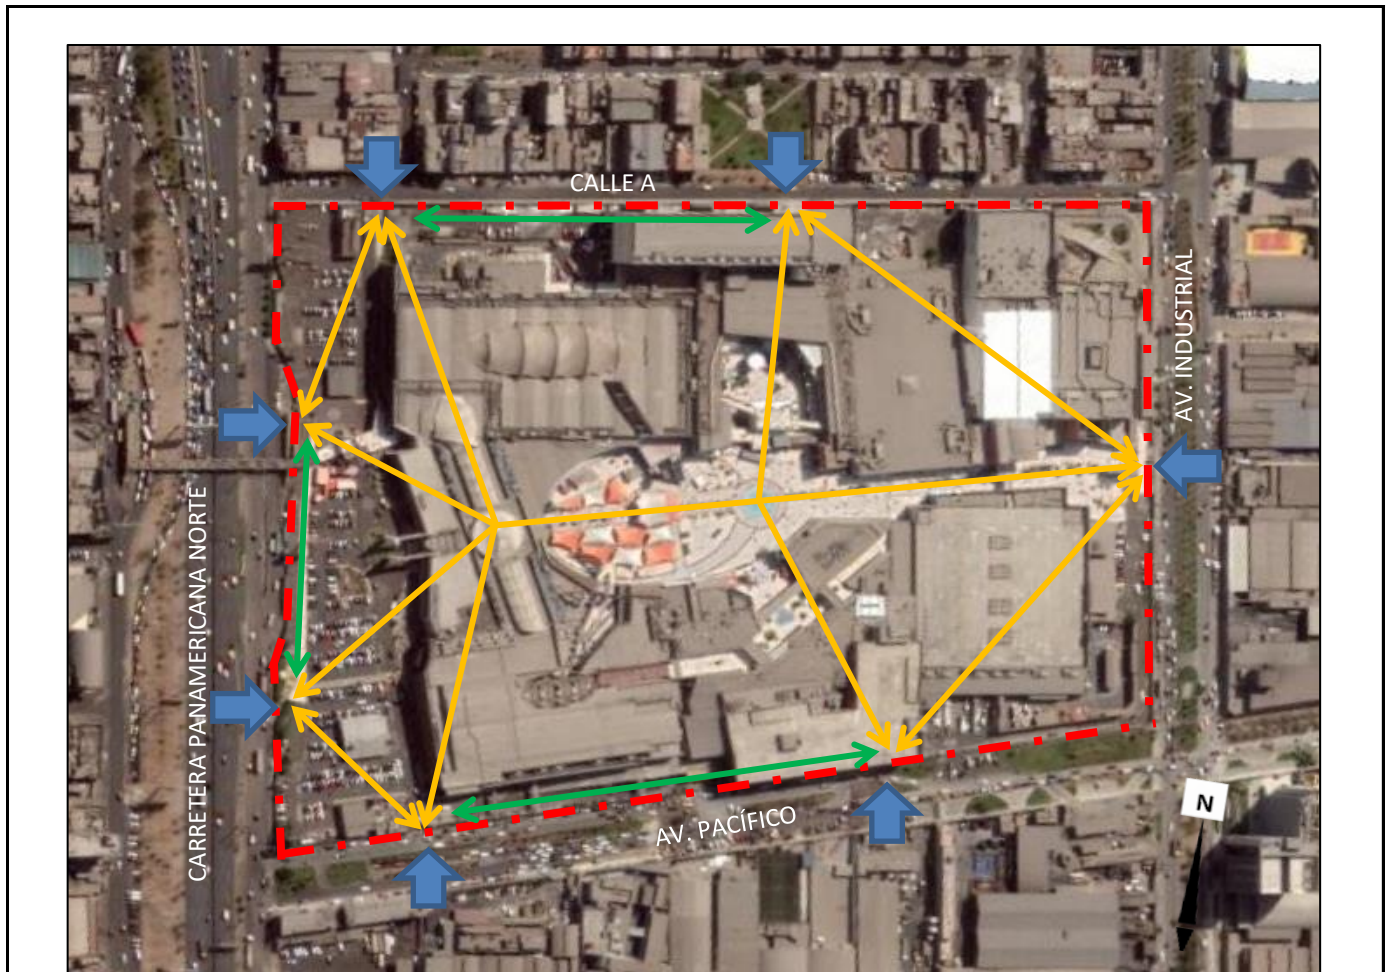 CALLE A
AV. INDUSTRIAL
CARRETERA PANAMERICANA NORTE
AV. PACÍFICO
N